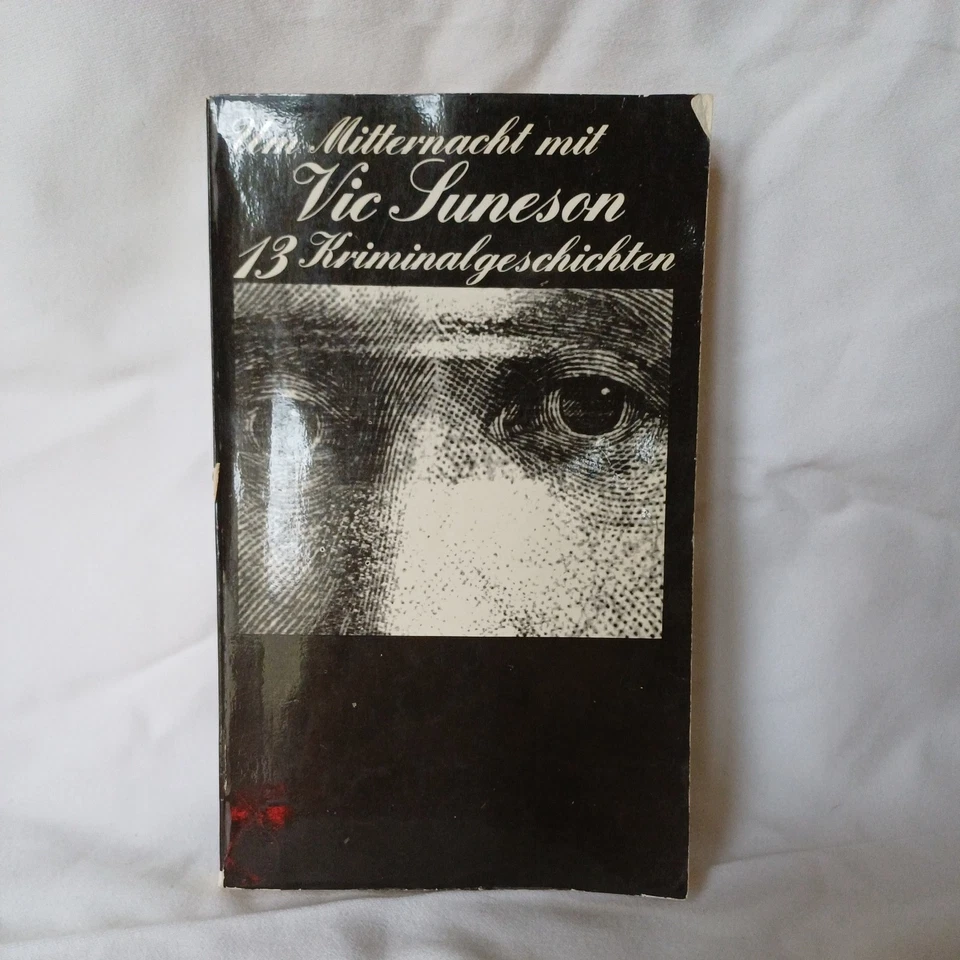 Um Mitternacht mit
Vic Suneson
13 Kriminalgeschichten